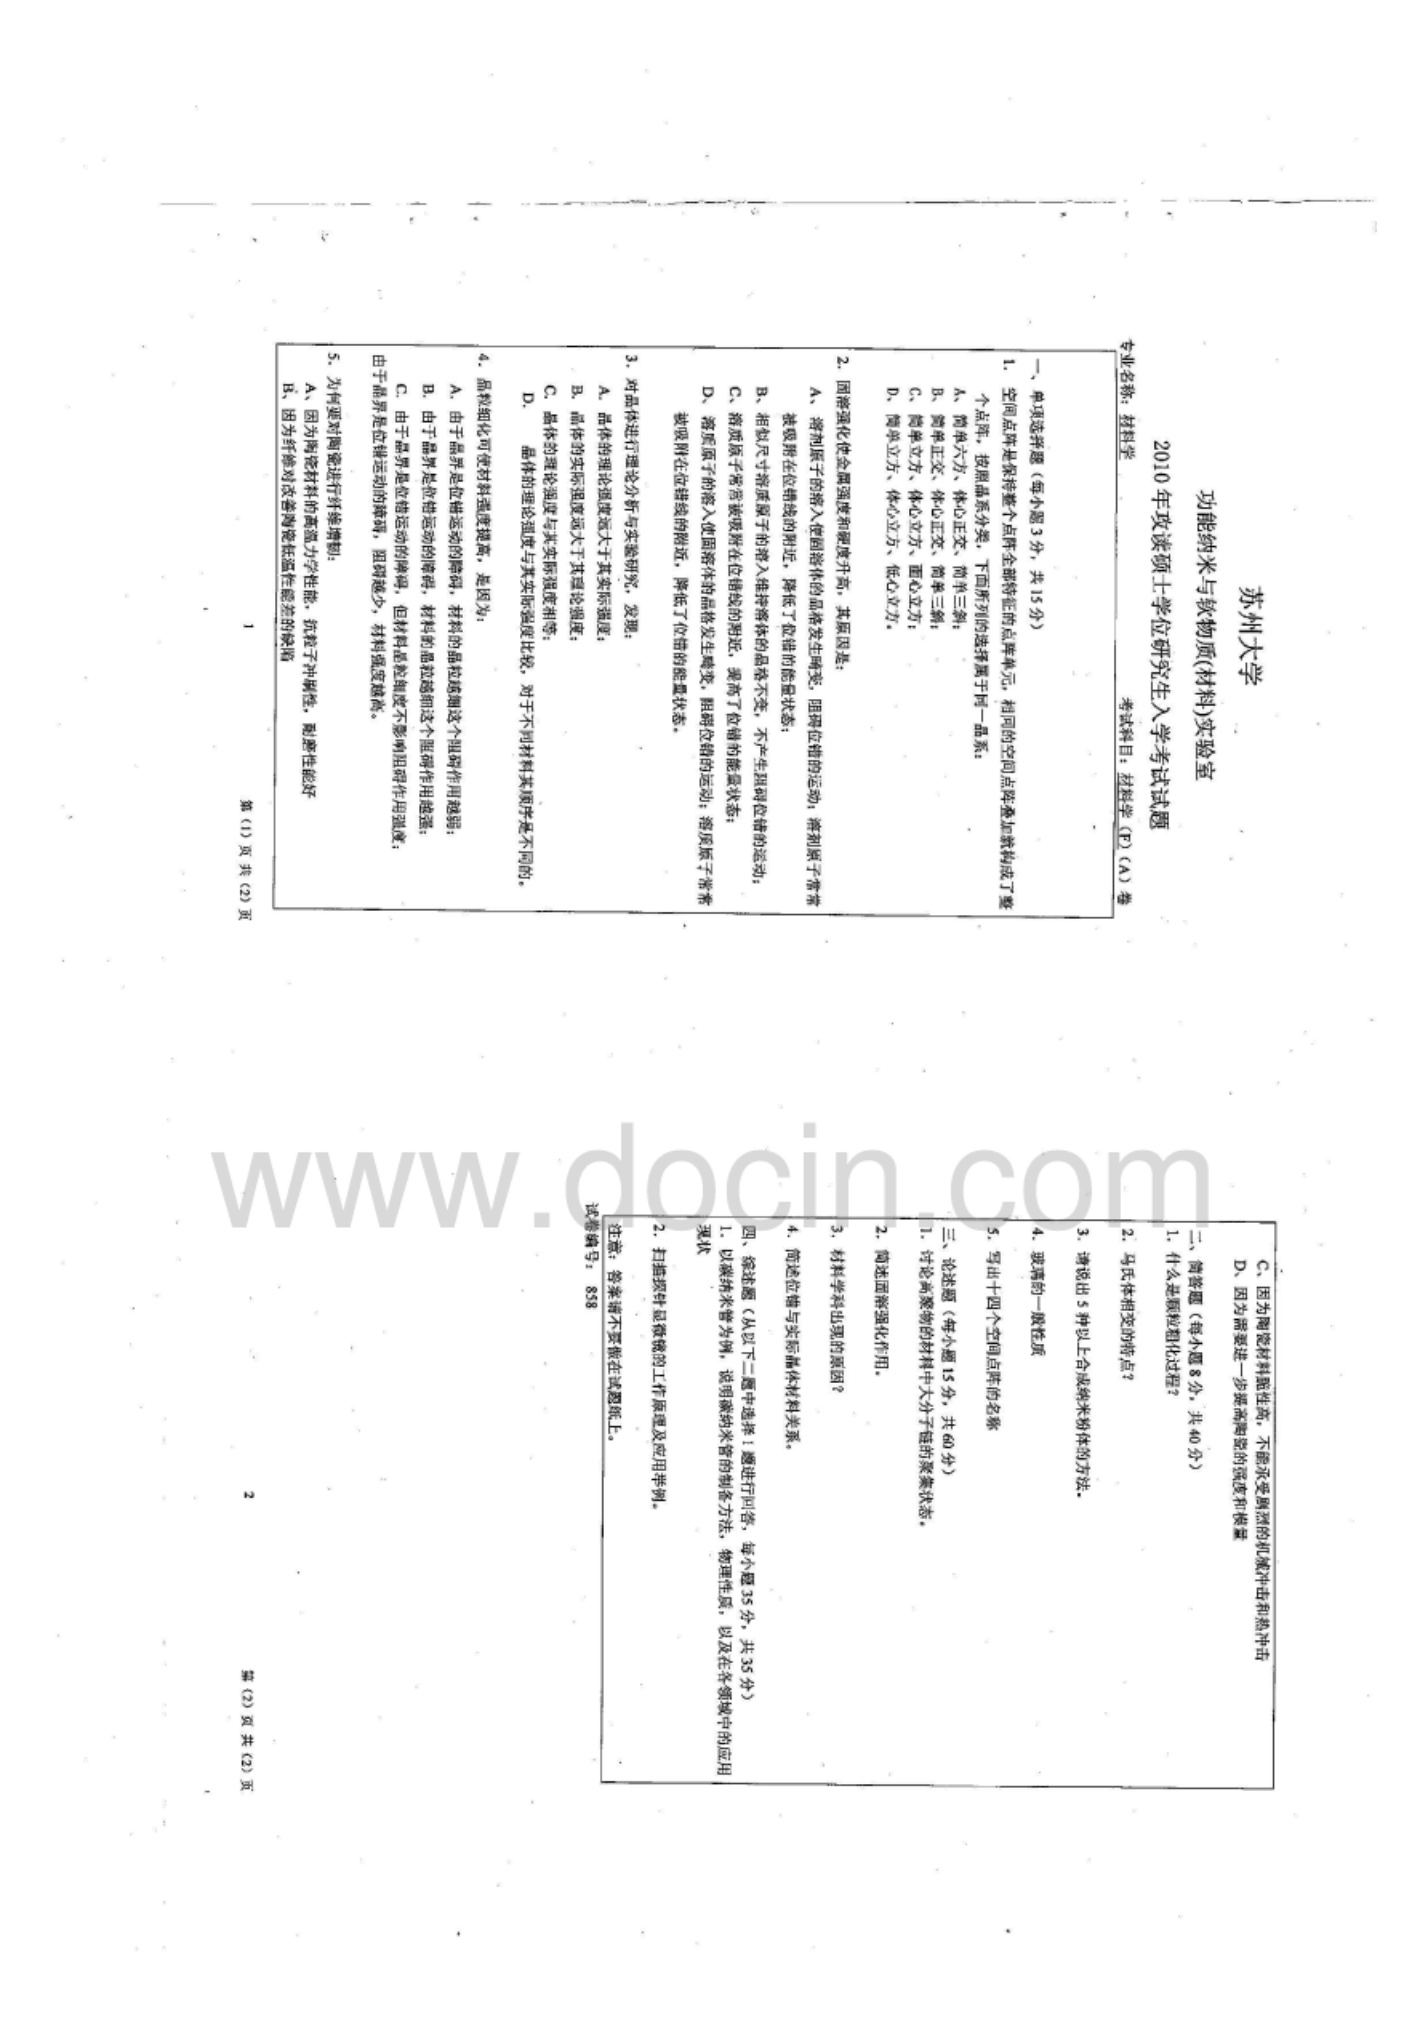 苏州大学
功能纳米与软物质(材料)实验室
2010 年攻读硕士学位研究生入学考试试题
专业名称：材料学 考试科目：材料学（F）（A）卷
一、单项选择题（每小题 3 分，共 15 分）
1. 空间点阵是保持整个点阵全部特征的点阵单元，相同的空间点阵叠加就构成了整
个点阵，按照晶系分类，下面所列的选择属于同一晶系：
A、简单六方、体心正交、简单三斜；
B、简单正交、体心正交、简单三斜；
C、简单立方、体心立方、面心立方；
D、简单立方、体心立方、低心立方。
2. 固溶强化使金属强度和硬度升高，其原因是：
A、溶剂原子的溶入使固溶体的晶格发生畸变，阻碍位错的运动；溶剂原子常常
被吸附在位错线的附近，降低了位错的能量状态；
B、相似尺寸溶质原子的溶入维持溶体的晶格不变，不产生阻碍位错的运动；
C、溶质原子常常被吸附在位错线的附近，提高了位错的能量状态；
D、溶质原子的溶入使固溶体的晶格发生畸变，阻碍位错的运动；溶质原子常常
被吸附在位错线的附近，降低了位错的能量状态。
3. 对晶体进行理论分析与实验研究，发现：
A. 晶体的理论强度远大于其实际强度；
B. 晶体的实际强度远大于其理论强度；
C. 晶体的理论强度与其实际强度相等；
D. 晶体的理论强度与其实际强度比较，对于不同材料其顺序是不同的。
4. 晶粒细化可使材料强度提高，是因为：
A. 由于晶界是位错运动的障碍，材料的晶粒越细这个阻碍作用越弱；
B. 由于晶界是位错运动的障碍，材料的晶粒越细这个阻碍作用越强；
C. 由于晶界是位错运动的障碍，但材料晶粒细度不影响阻碍作用强度；
由于晶界是位错运动的障碍，阻碍越少，材料强度越高。
5. 为何要对陶瓷进行纤维增韧：
A、因为陶瓷材料的高温力学性能，抗粒子冲刷性，耐磨性能好
B、因为纤维对改善陶瓷低温性能差的缺陷
1
第（1）页 共（2）页
C、因为陶瓷材料脆性高，不能承受剧烈的机械冲击和热冲击
D、因为需要进一步提高陶瓷的强度和模量
二、简答题（每小题 8 分，共 40 分）
1. 什么是颗粒粗化过程？
2. 马氏体相变的特点？
3. 请说出 5 种以上合成纳米粉体的方法。
4. 玻璃的一般性质
5. 写出十四个空间点阵的名称
三、论述题（每小题 15 分，共 60 分）
1. 讨论高聚物的材料中大分子链的聚集状态。
2. 简述固溶强化作用。
3. 材料学科出现的原因？
4. 简述位错与实际晶体材料关系。
四、综述题（从以下二题中选择 1 题进行回答，每小题 35 分，共 35 分）
1. 以碳纳米管为例，说明碳纳米管的制备方法，物理性质，以及在各领域中的应用
现状
2. 扫描探针显微镜的工作原理及应用举例。
注意：答案请不要做在试题纸上。
试卷编号：858
2
第（2）页 共（2）页
www.docin.com